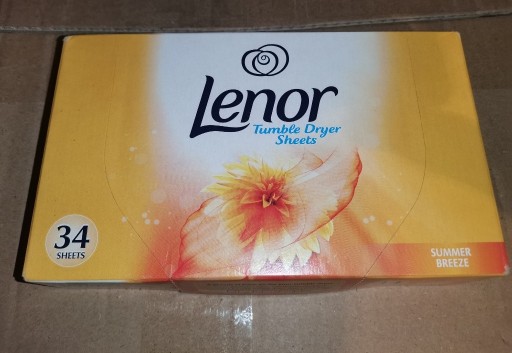 Lenor
Tumble Dryer
Sheets
34
SHEETS
SUMMER
BREEZE